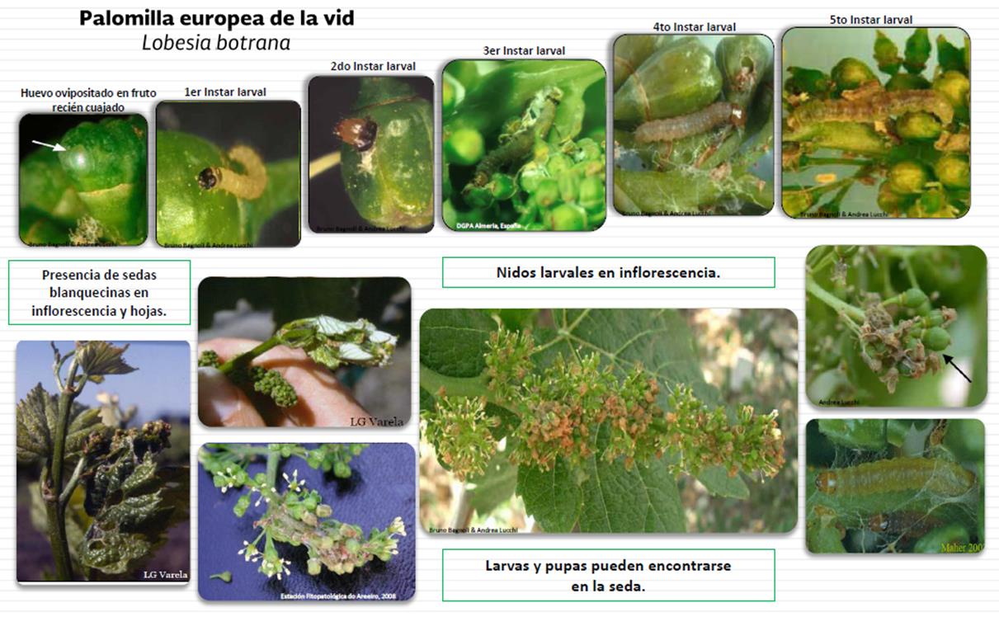 Palomilla europea de la vid
Lobesia botrana
Huevo ovipositado en fruto
recién cuajado
1er Instar larval
2do Instar larval
3er Instar larval
4to Instar larval
5to Instar larval
Bruno Bagnoli & Andrea Lucchi
Bruno Bagnoli & Andrea Lucchi
Bruno Bagnoli & Andrea Lucchi
DGPA Almeria, España
Bruno Bagnoli & Andrea Lucchi
Bruno Bagnoli & Andrea Lucchi
Presencia de sedas
blanquecinas en
inflorescencia y hojas.
Nidos larvales en inflorescencia.
LG Varela
Andrea Lucchi
LG Varela
Estación Fitopatológica do Areeiro, 2008
Bruno Bagnoli & Andrea Lucchi
Maher 200
Larvas y pupas pueden encontrarse
en la seda.